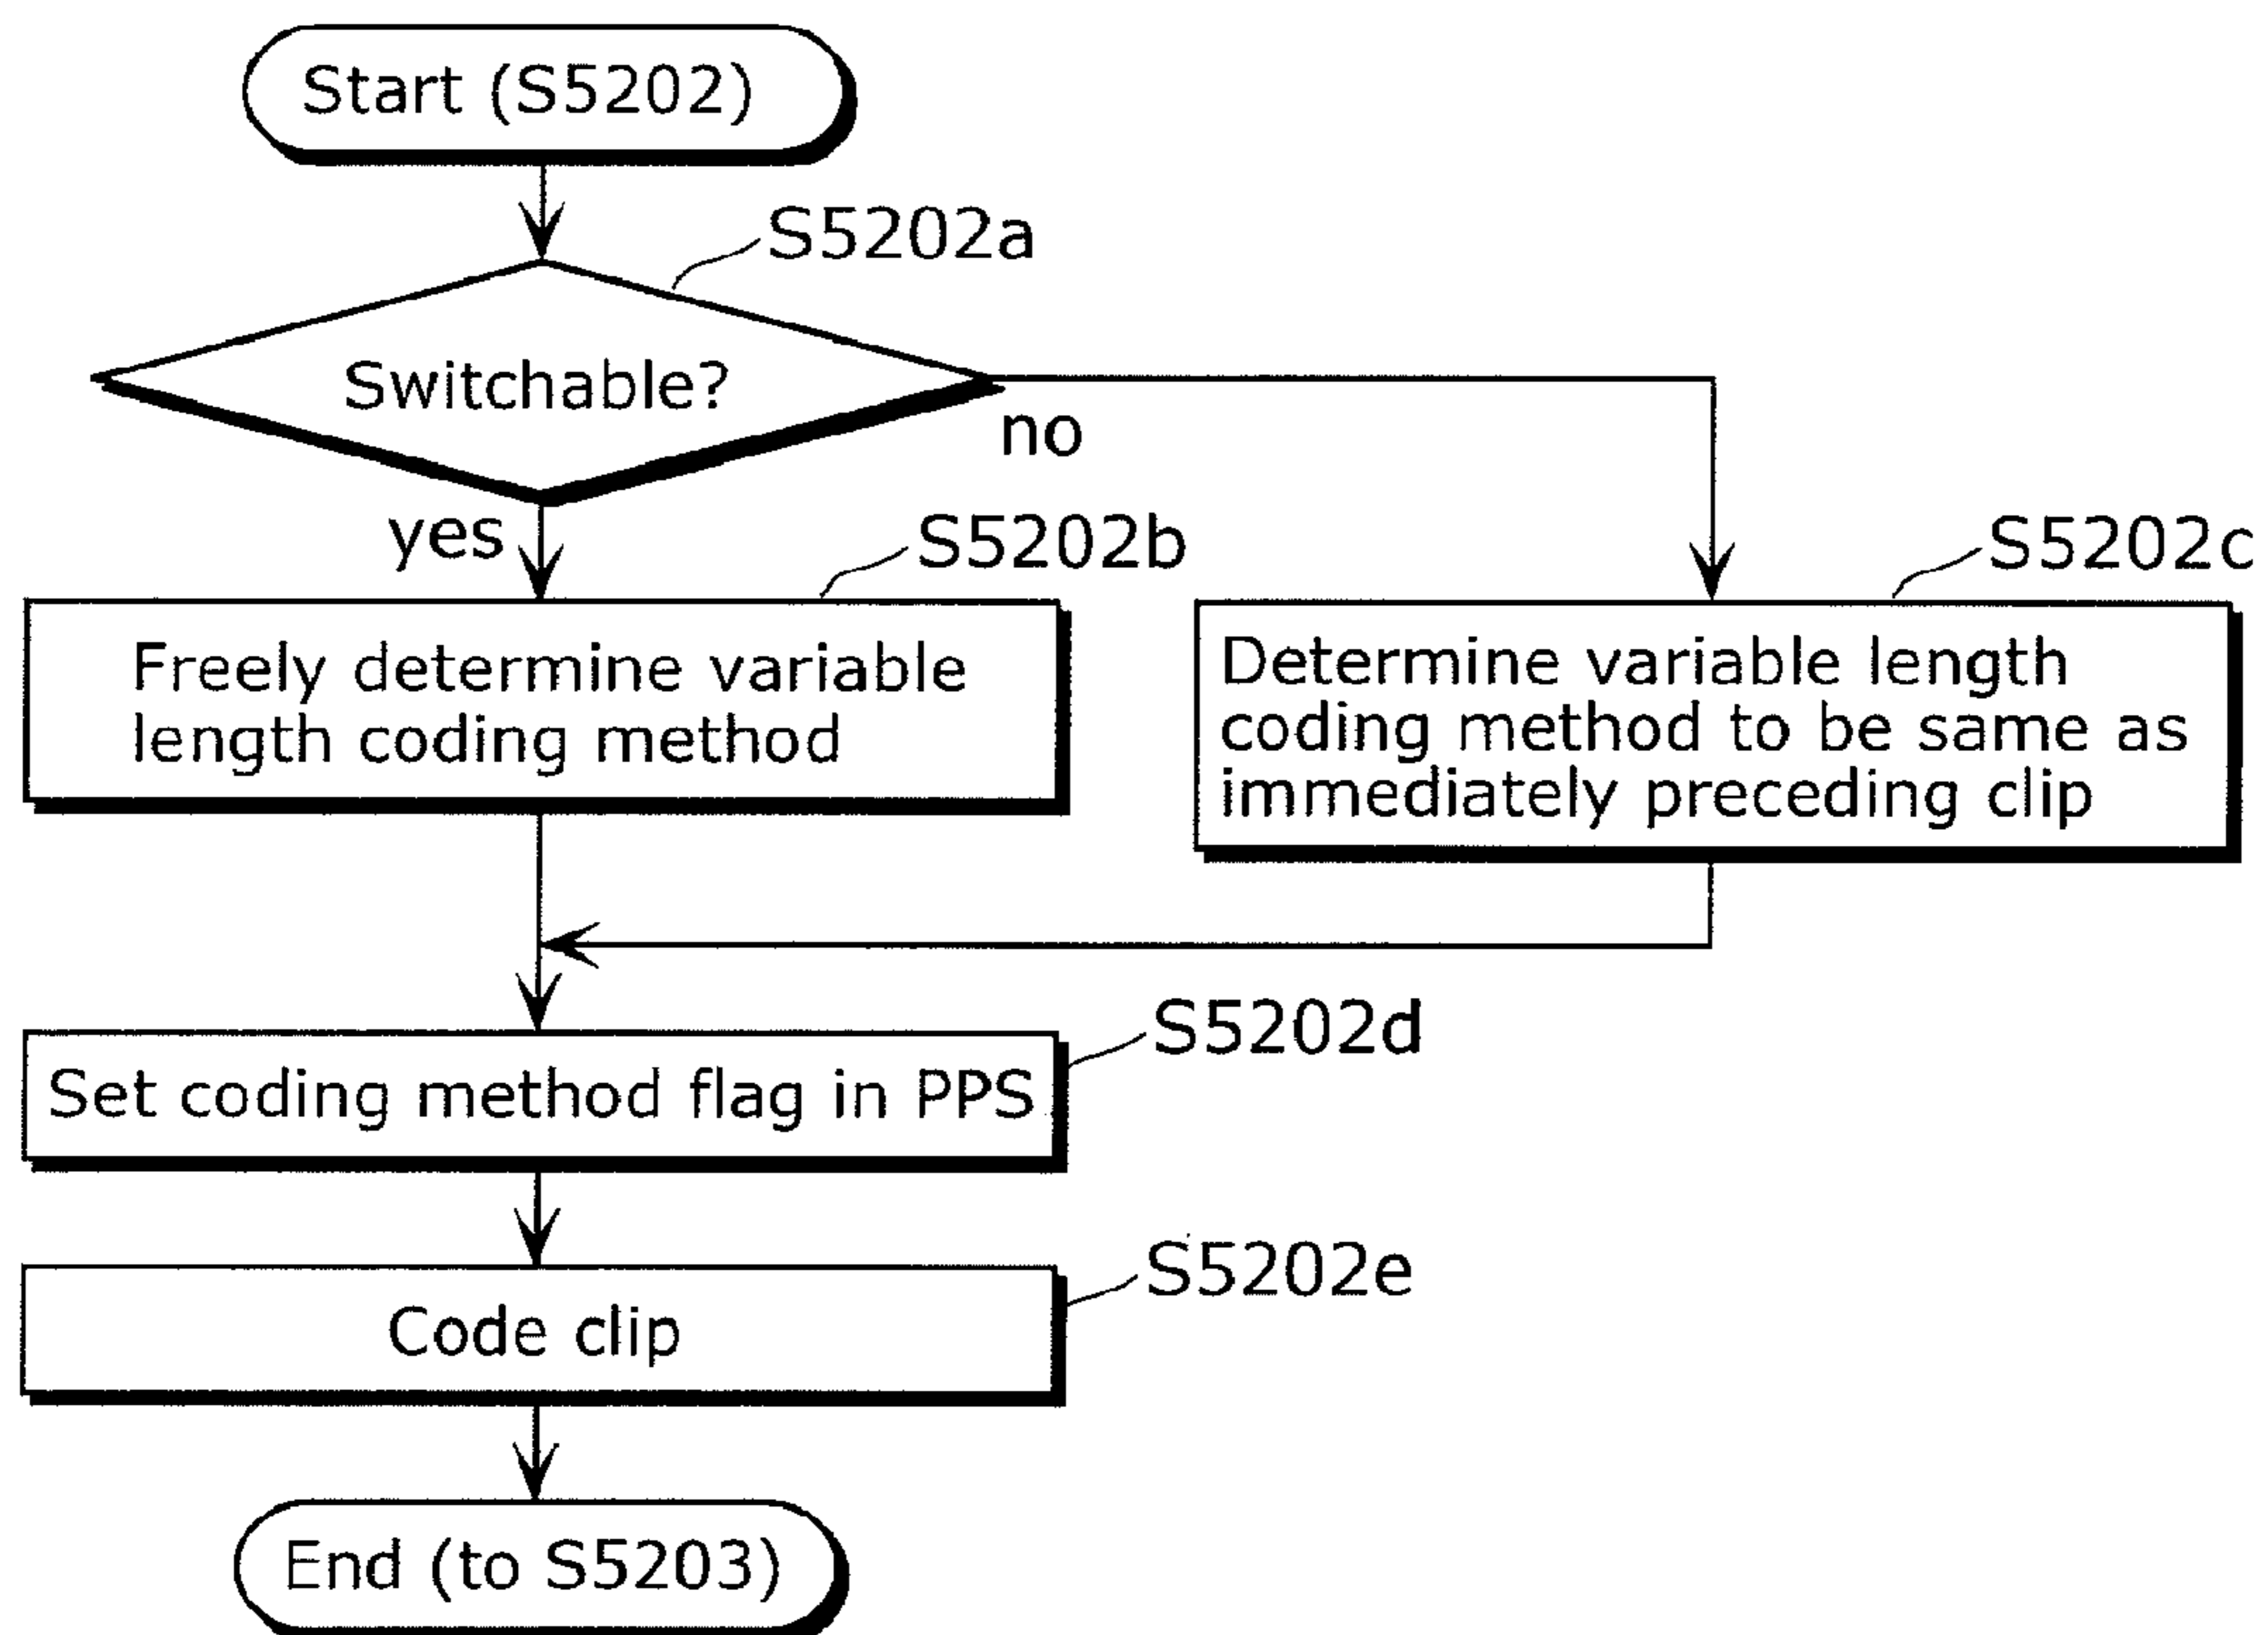 Start (S5202)
S5202a
Switchable?
no
yes
S5202b
S5202c
Freely determine variable
length coding method
Determine variable length
coding method to be same as
immediately preceding clip
S5202d
Set coding method flag in PPS
S5202e
Code clip
End (to S5203)